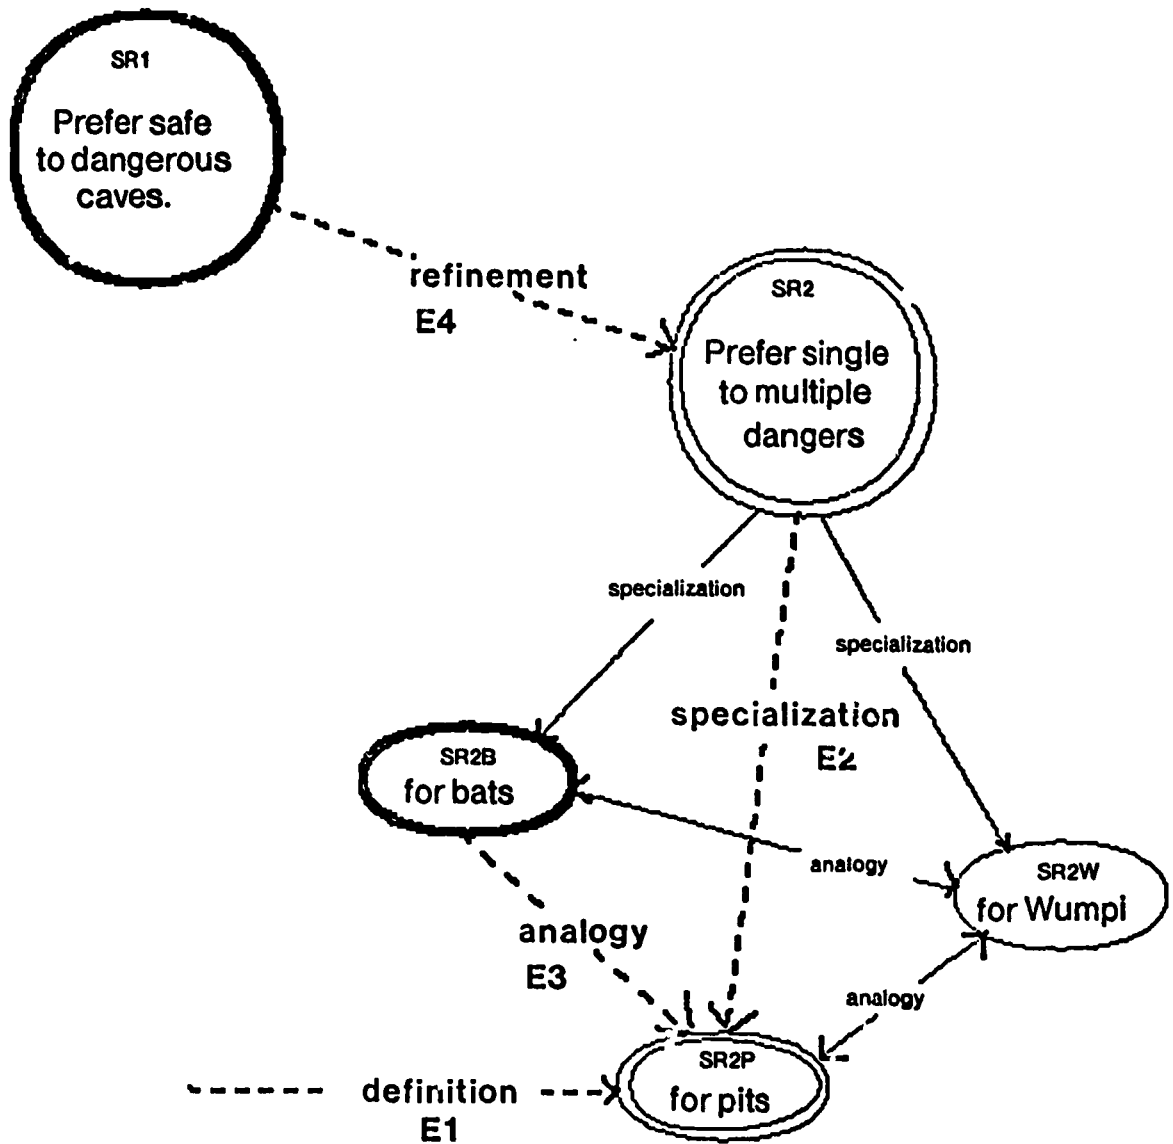 SR1
Prefer safe
to dangerous
caves.
refinement
E4
SR2
Prefer single
to multiple
dangers
specialization
specialization
specialization
E2
SR2B
for bats
analogy
SR2W
for Wumpi
analogy
E3
analogy
SR2P
for pits
definition
E1